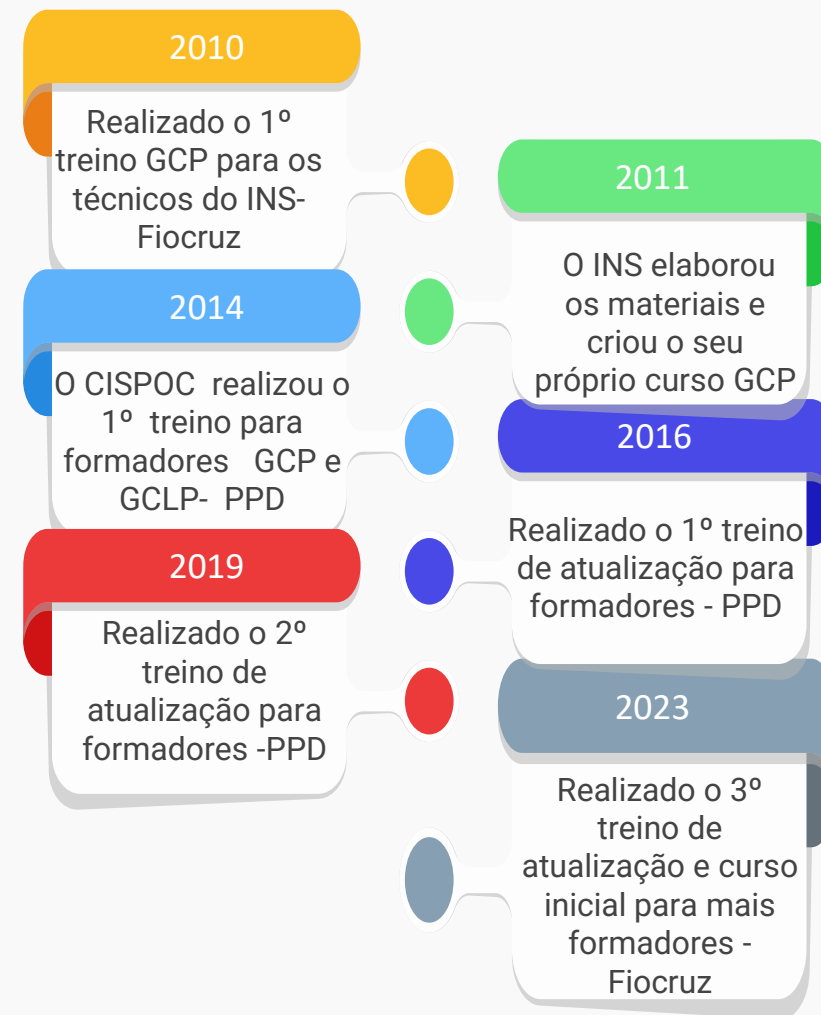 2010
Realizado o 1º
treino GCP para os
técnicos do INS-
Fiocruz
2011
O INS elaborou
os materiais e
criou o seu
próprio curso GCP
2014
O CISPOC realizou o
1º treino para
formadores GCP e
GCLP- PPD
2016
Realizado o 1º treino
de atualização para
formadores - PPD
2019
Realizado o 2º
treino de
atualização para
formadores -PPD
2023
Realizado o 3º
treino de
atualização e curso
inicial para mais
formadores -
Fiocruz